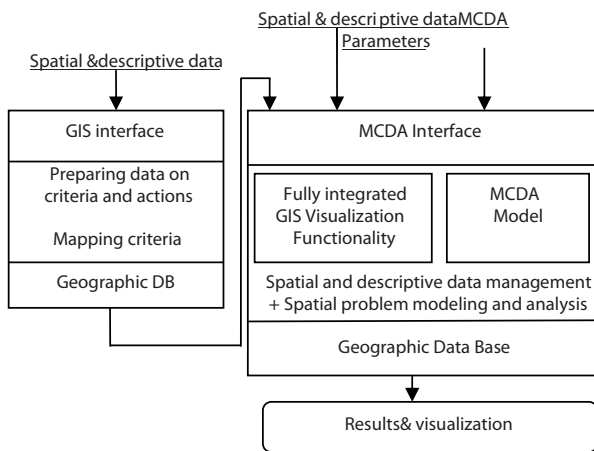 Spatial & descriptive dataMCDA
Parameters
Spatial &descriptive data
GIS interface
Preparing data on
criteria and actions
Mapping criteria
Geographic DB
MCDA Interface
Fully integrated
GIS Visualization
Functionality
MCDA
Model
Spatial and descriptive data management
+ Spatial problem modeling and analysis
Geographic Data Base
Results& visualization